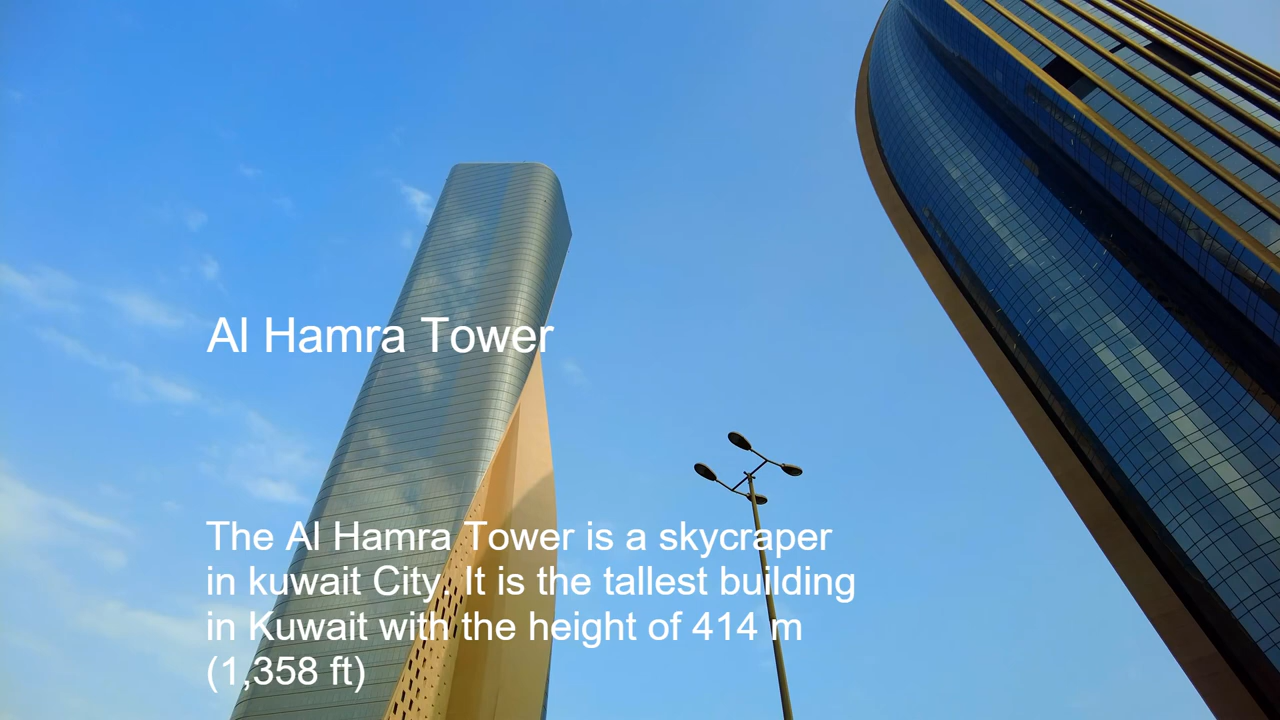 Al Hamra Tower
The Al Hamra Tower is a skycraper
in kuwait City. It is the tallest building
in Kuwait with the height of 414 m
(1,358 ft)